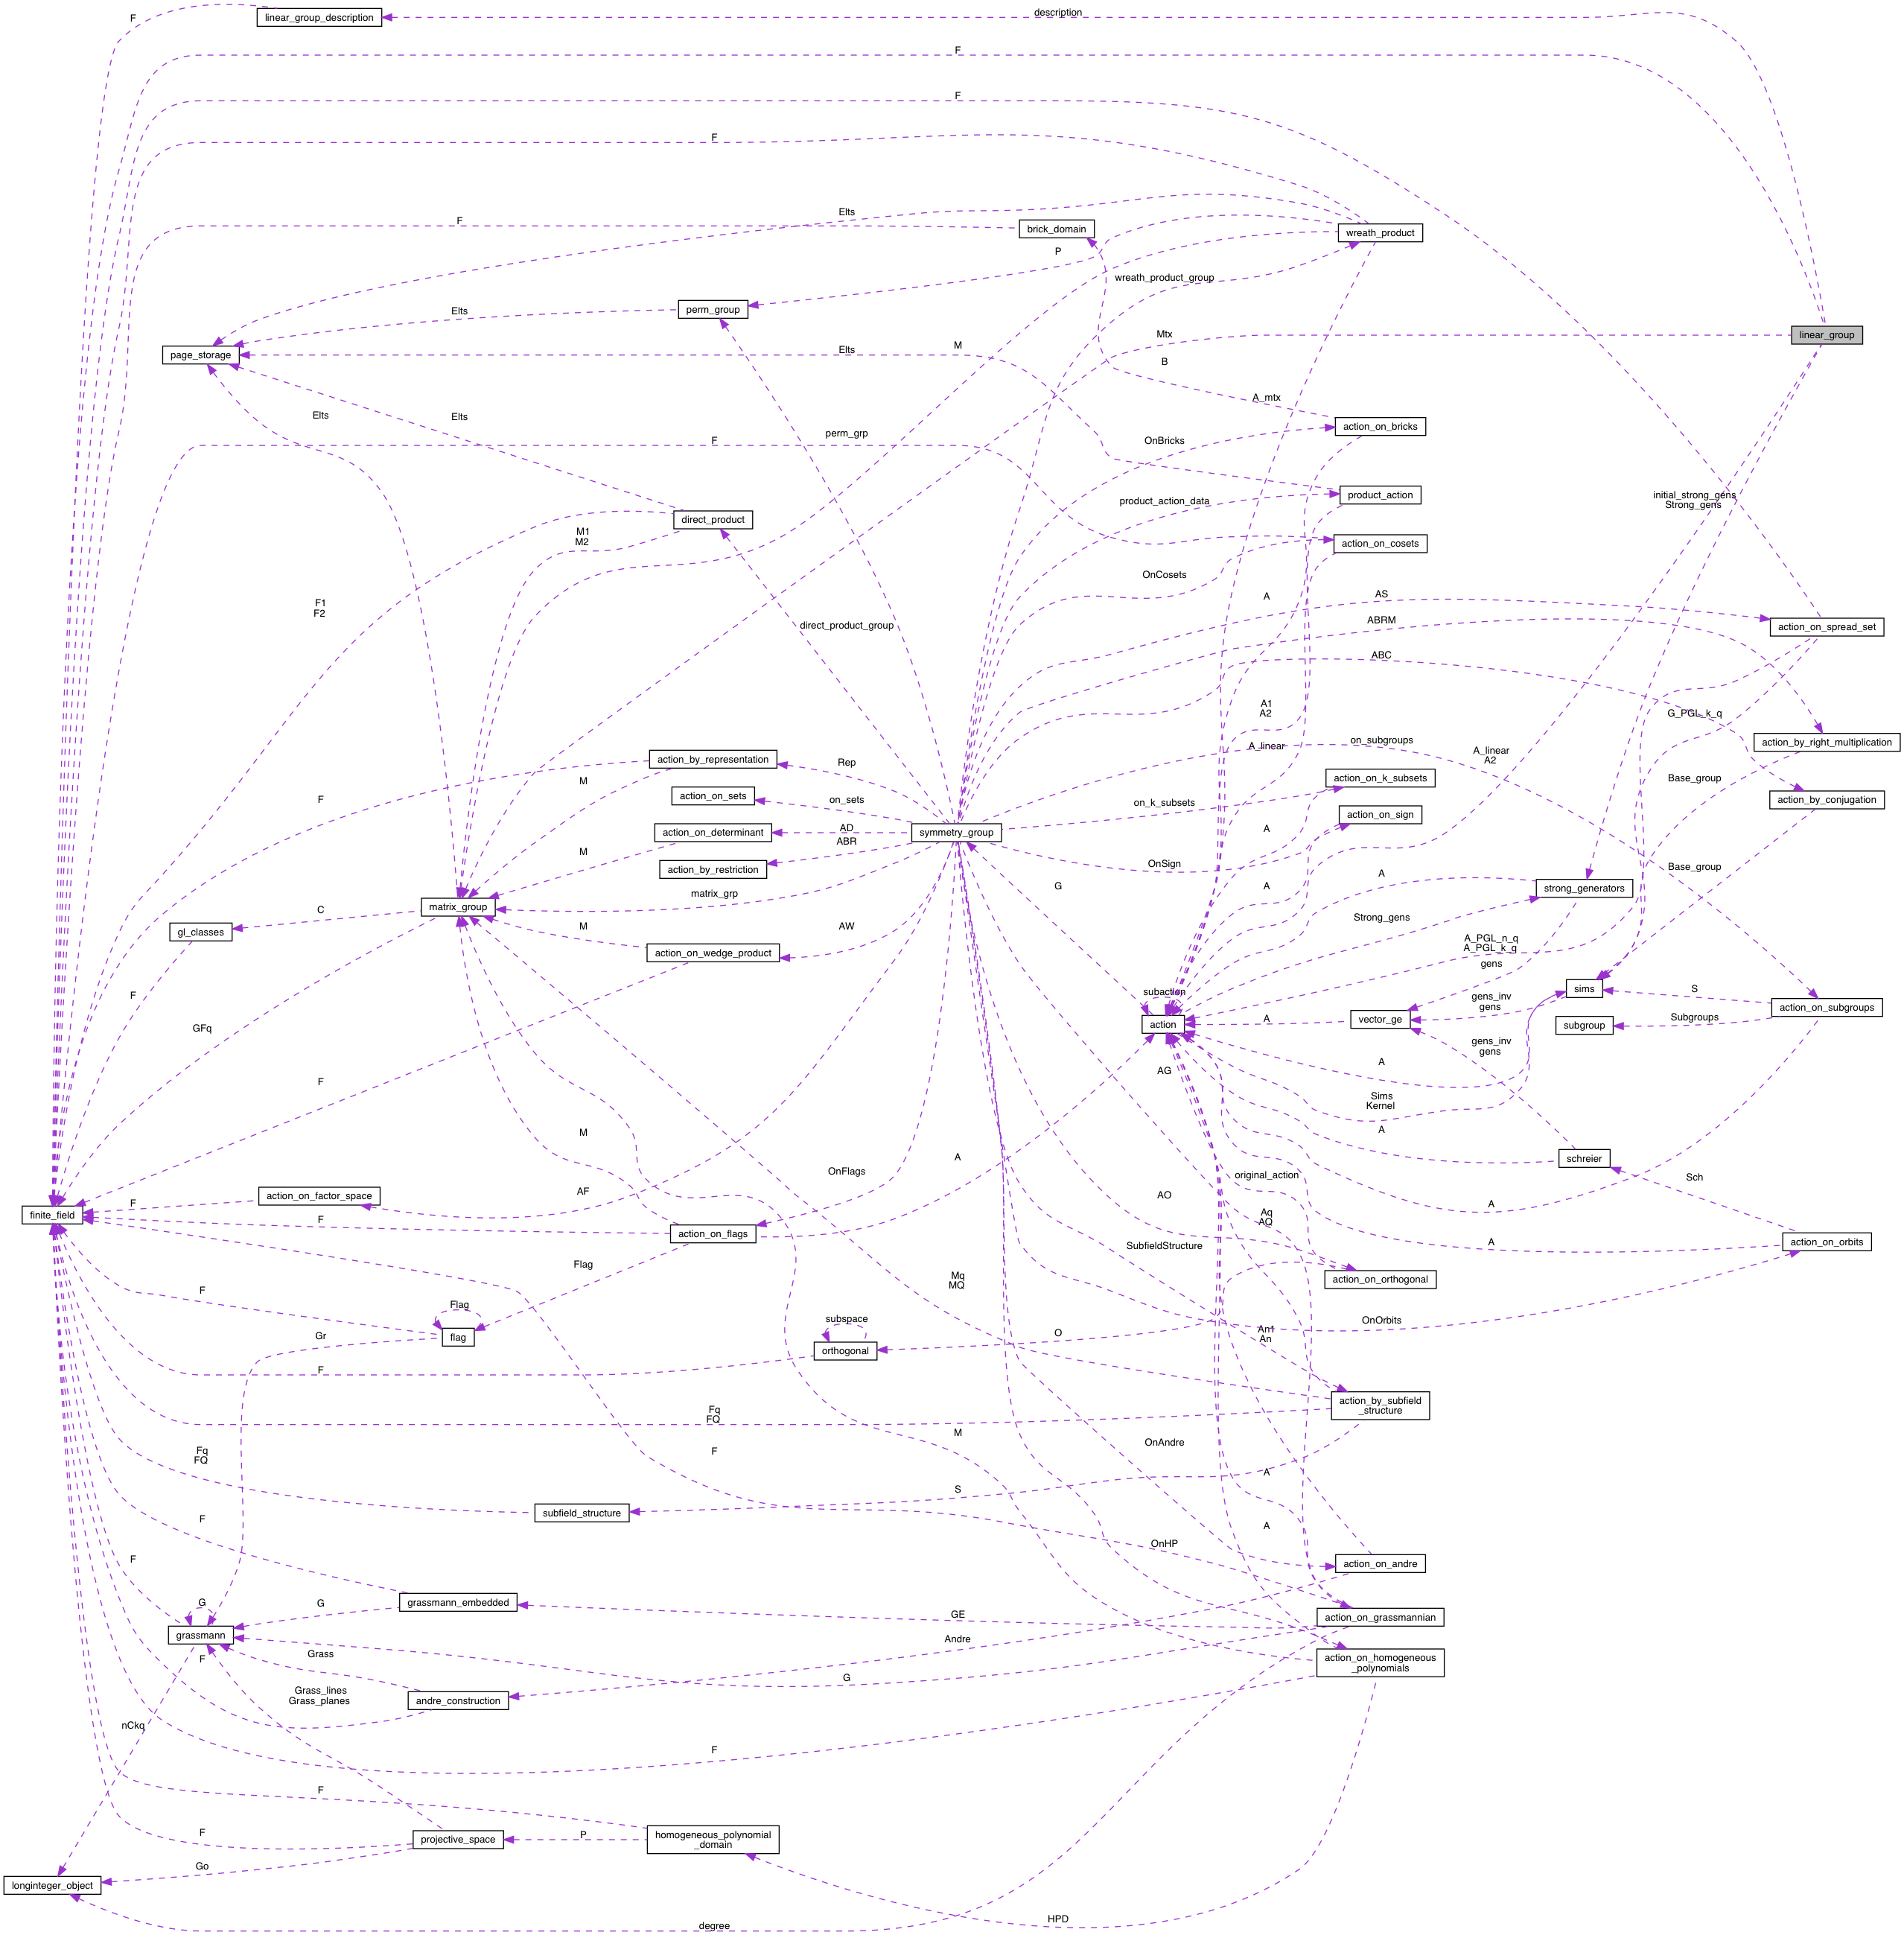 linear_group_description
F
description
F
F
F
Elts
F
brick_domain
wreath_product
P
wreath_product_group
perm_group
Elts
linear_group
Mtx
M
Elts
page_storage
B
A_mtx
Elts
Elts
action_on_bricks
perm_grp
OnBricks
F
product_action
initial_strong_gens
Strong_gens
product_action_data
direct_product
M1
M2
action_on_cosets
OnCosets
AS
A
F1
F2
ABRM
direct_product_group
action_on_spread_set
ABC
A1
A2
G_PGL_k_q
on_subgroups
A_linear
action_by_right_multiplication
A_linear
A2
action_by_representation
Rep
M
action_on_k_subsets
Base_group
F
action_on_sets
on_sets
on_k_subsets
action_by_conjugation
action_on_sign
action_on_determinant
AD
symmetry_group
A
ABR
M
action_by_restriction
OnSign
Base_group
A
G
A
strong_generators
matrix_grp
matrix_group
C
Strong_gens
gl_classes
AW
M
A_PGL_n_q
A_PGL_k_q
action_on_wedge_product
gens
sims
S
subaction
gens_inv
gens
F
action_on_subgroups
action
A
vector_ge
subgroup
Subgroups
GFq
gens_inv
gens
A
AG
F
Sims
Kernel
M
A
A
schreier
OnFlags
original_action
Sch
action_on_factor_space
AF
AO
F
A
Aq
AQ
finite_field
F
action_on_flags
SubfieldStructure
A
action_on_orbits
Flag
Mq
MQ
action_on_orthogonal
F
Flag
subspace
OnOrbits
Gr
flag
O
An1
An
orthogonal
F
action_by_subfield
_structure
Fq
FQ
M
OnAndre
Fq
FQ
F
A
S
subfield_structure
F
A
OnHP
F
action_on_andre
G
grassmann_embedded
G
GE
action_on_grassmannian
grassmann
Andre
Grass
F
action_on_homogeneous
_polynomials
G
Grass_lines
Grass_planes
andre_construction
nCkq
F
F
F
projective_space
P
homogeneous_polynomial
_domain
Go
longinteger_object
degree
HPD